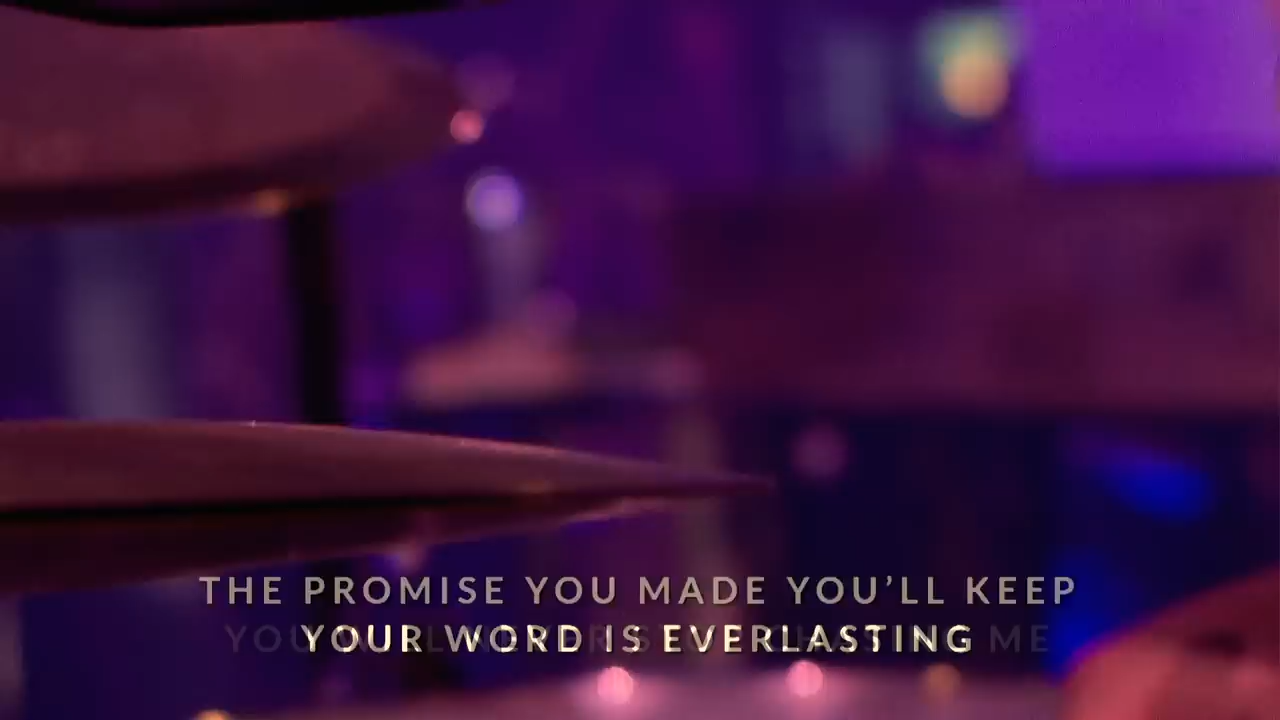 THE PROMISE YOU MADE YOU’LL KEEP
YOUR WORD IS EVERLASTING